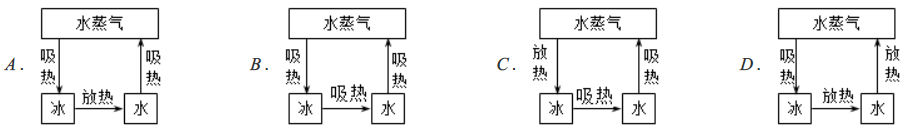 水蒸气 水蒸气 水蒸气 水蒸气
A. 吸热 吸热 B. 吸热 吸热 C. 放热 吸热 D. 吸热 放热
冰 放热 水 冰 吸热 水 冰 吸热 水 冰 放热 水